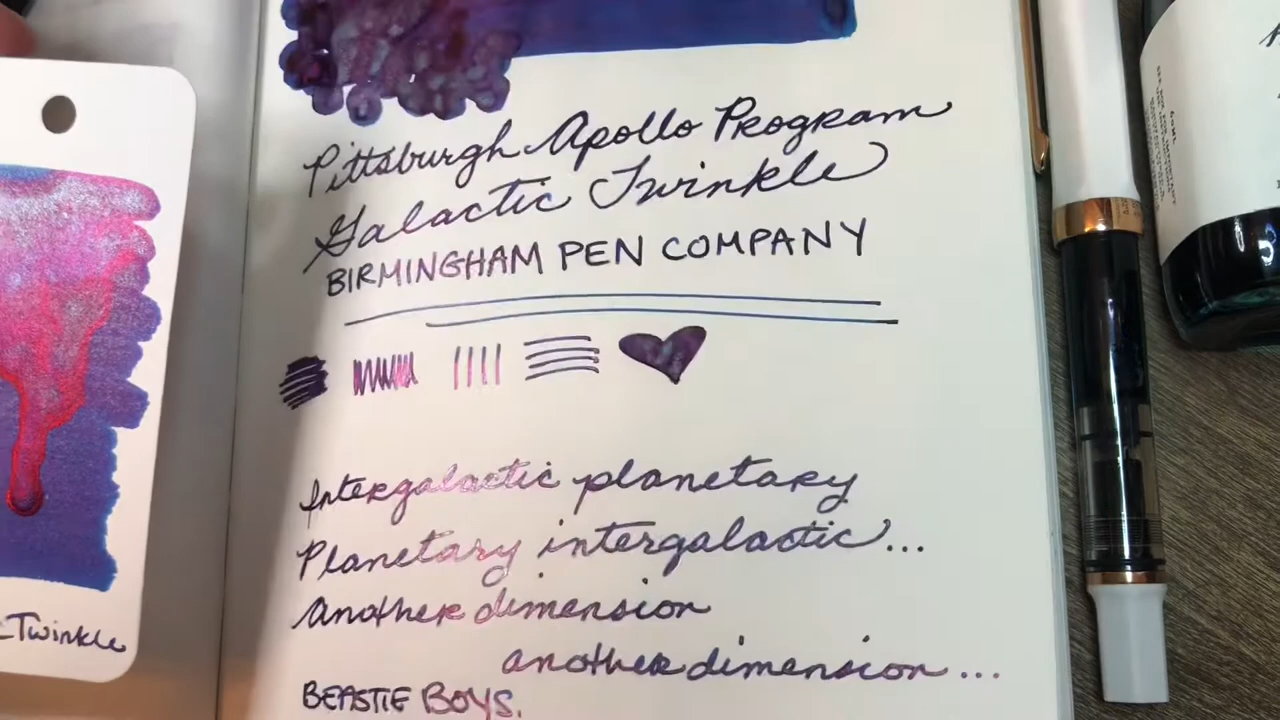 Pittsburgh Apollo Program
Galactic Twinkle
BIRMINGHAM PEN COMPANY
Intergalactic planetary
Planetary intergalactic...
another dimension
another dimension...
BEASTIE BOYS.
Twinkle
60ML